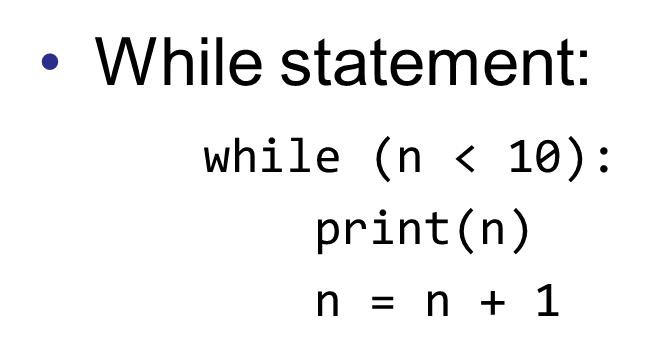 • While statement:
while (n < 10):
print(n)
n = n + 1